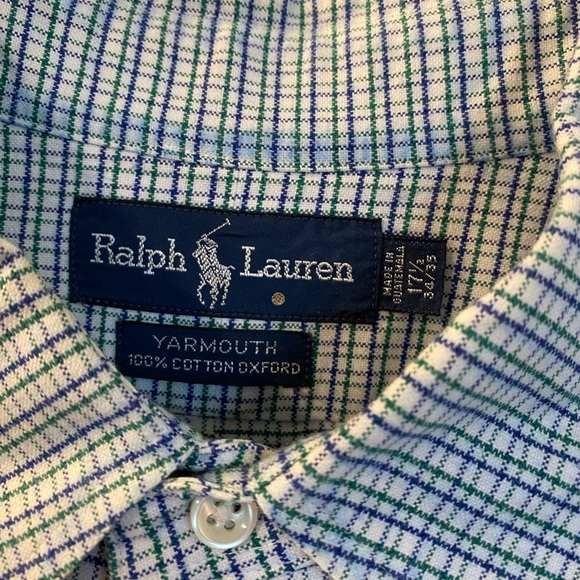 Ralph Lauren
MADE IN
GUATEMALA
17½
34/35
YARMOUTH
100% COTTON OXFORD